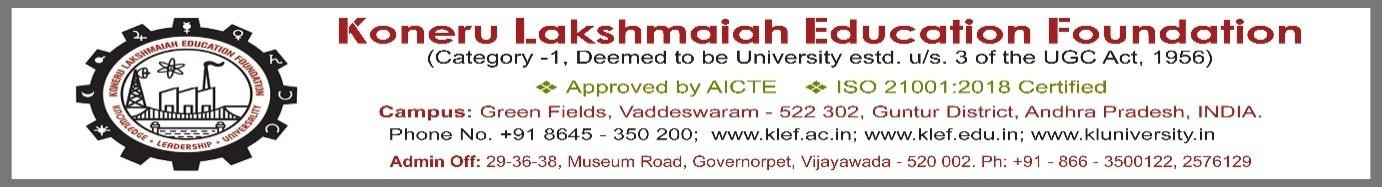 Koneru Lakshmaiah Education Foundation
(Category -1, Deemed to be University estd. u/s. 3 of the UGC Act, 1956)
❖ Approved by AICTE ❖ ISO 21001:2018 Certified
Campus: Green Fields, Vaddeswaram - 522 302, Guntur District, Andhra Pradesh, INDIA.
Phone No. +91 8645 - 350 200; www.klef.ac.in; www.klef.edu.in; www.kluniversity.in
Admin Off: 29-36-38, Museum Road, Governorpet, Vijayawada - 520 002. Ph: +91 - 866 - 3500122, 2576129
KONERU LAKSHMAIAH EDUCATION FOUNDATION
KNOWLEDGE - LEADERSHIP - UNIVERSALITY